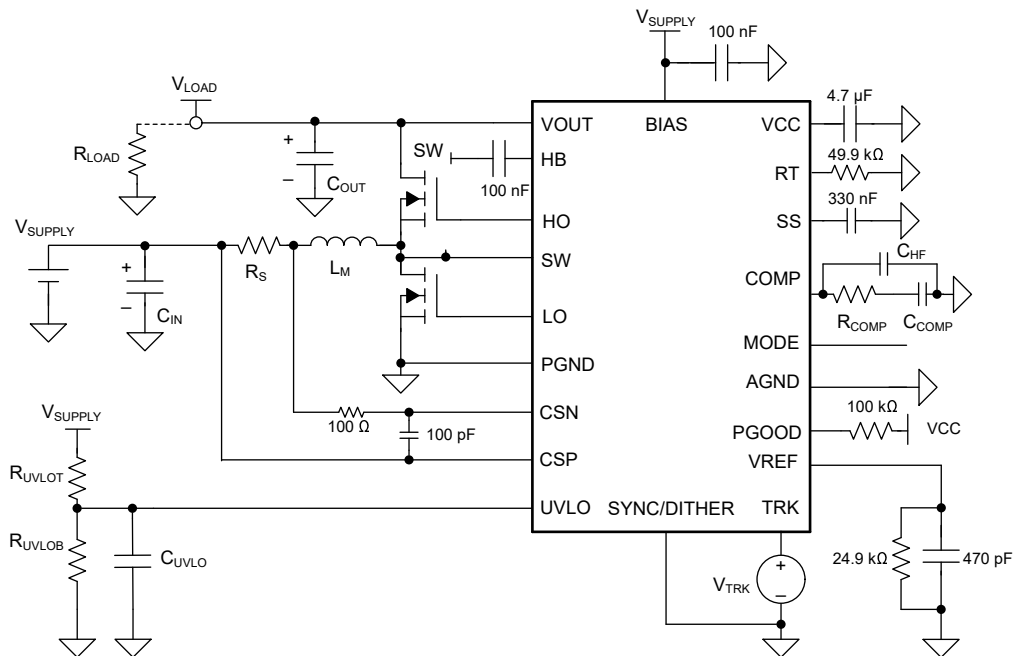 VSUPPLY
100 nF
VLOAD
RLOAD
+
–
COUT
SW
100 nF
VOUT
HB
HO
SW
LO
PGND
CSN
CSP
UVLO
BIAS
SYNC/DITHER
VCC
RT
SS
COMP
MODE
AGND
PGOOD
VREF
TRK
4.7 µF
49.9 kΩ
330 nF
CHF
RCOMP
CCOMP
100 kΩ
VCC
VSUPPLY
+
–
CIN
RS
LM
100 Ω
100 pF
VSUPPLY
RUVLOT
RUVLOB
CUVLO
VTRK
+
–
24.9 kΩ
470 pF